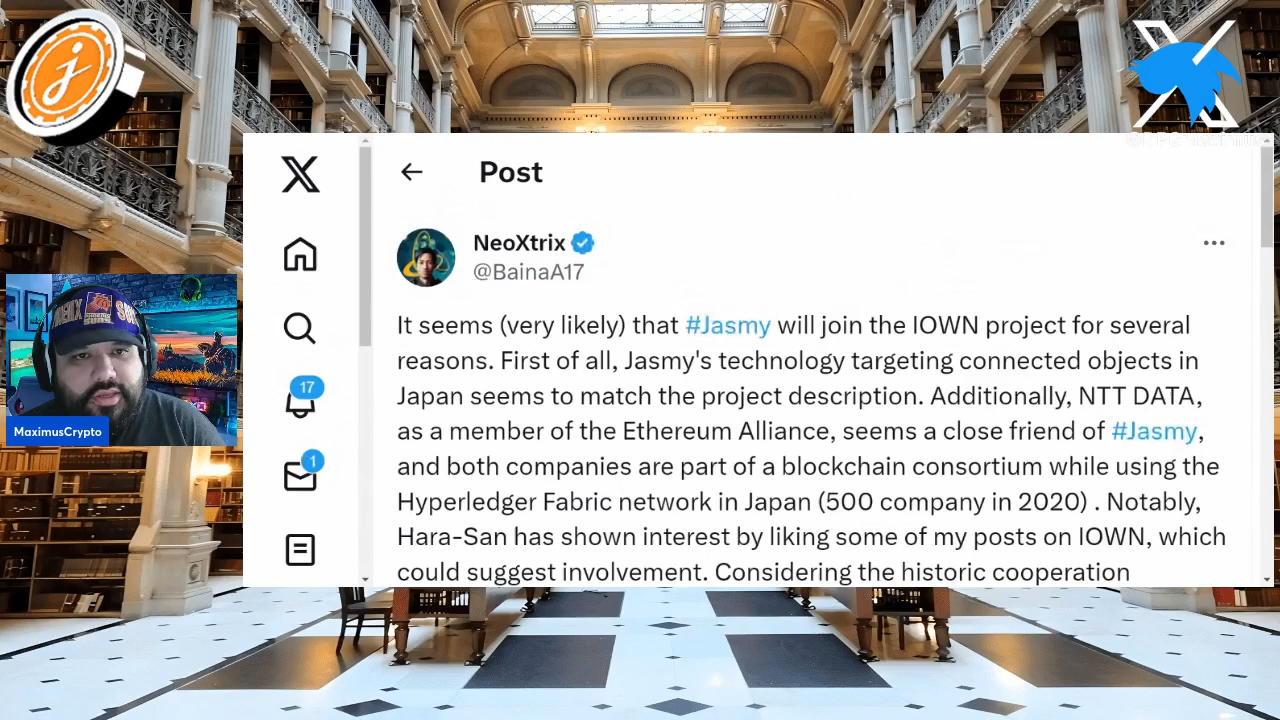 Post
NeoXtrix
@BainaA17
It seems (very likely) that #Jasmy will join the IOWN project for several
reasons. First of all, Jasmy's technology targeting connected objects in
Japan seems to match the project description. Additionally, NTT DATA,
as a member of the Ethereum Alliance, seems a close friend of #Jasmy,
and both companies are part of a blockchain consortium while using the
Hyperledger Fabric network in Japan (500 company in 2020) . Notably,
Hara-San has shown interest by liking some of my posts on IOWN, which
could suggest involvement. Considering the historic cooperation
17
1
MaximusCrypto